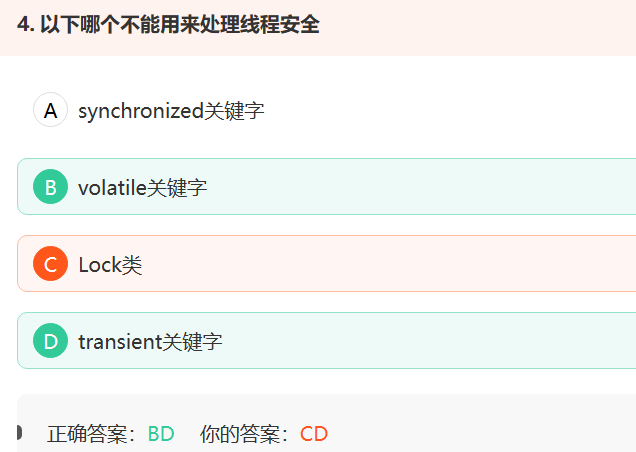 4. 以下哪个不能用来处理线程安全
A synchronized关键字
B volatile关键字
C Lock类
D transient关键字
正确答案：BD 你的答案：CD